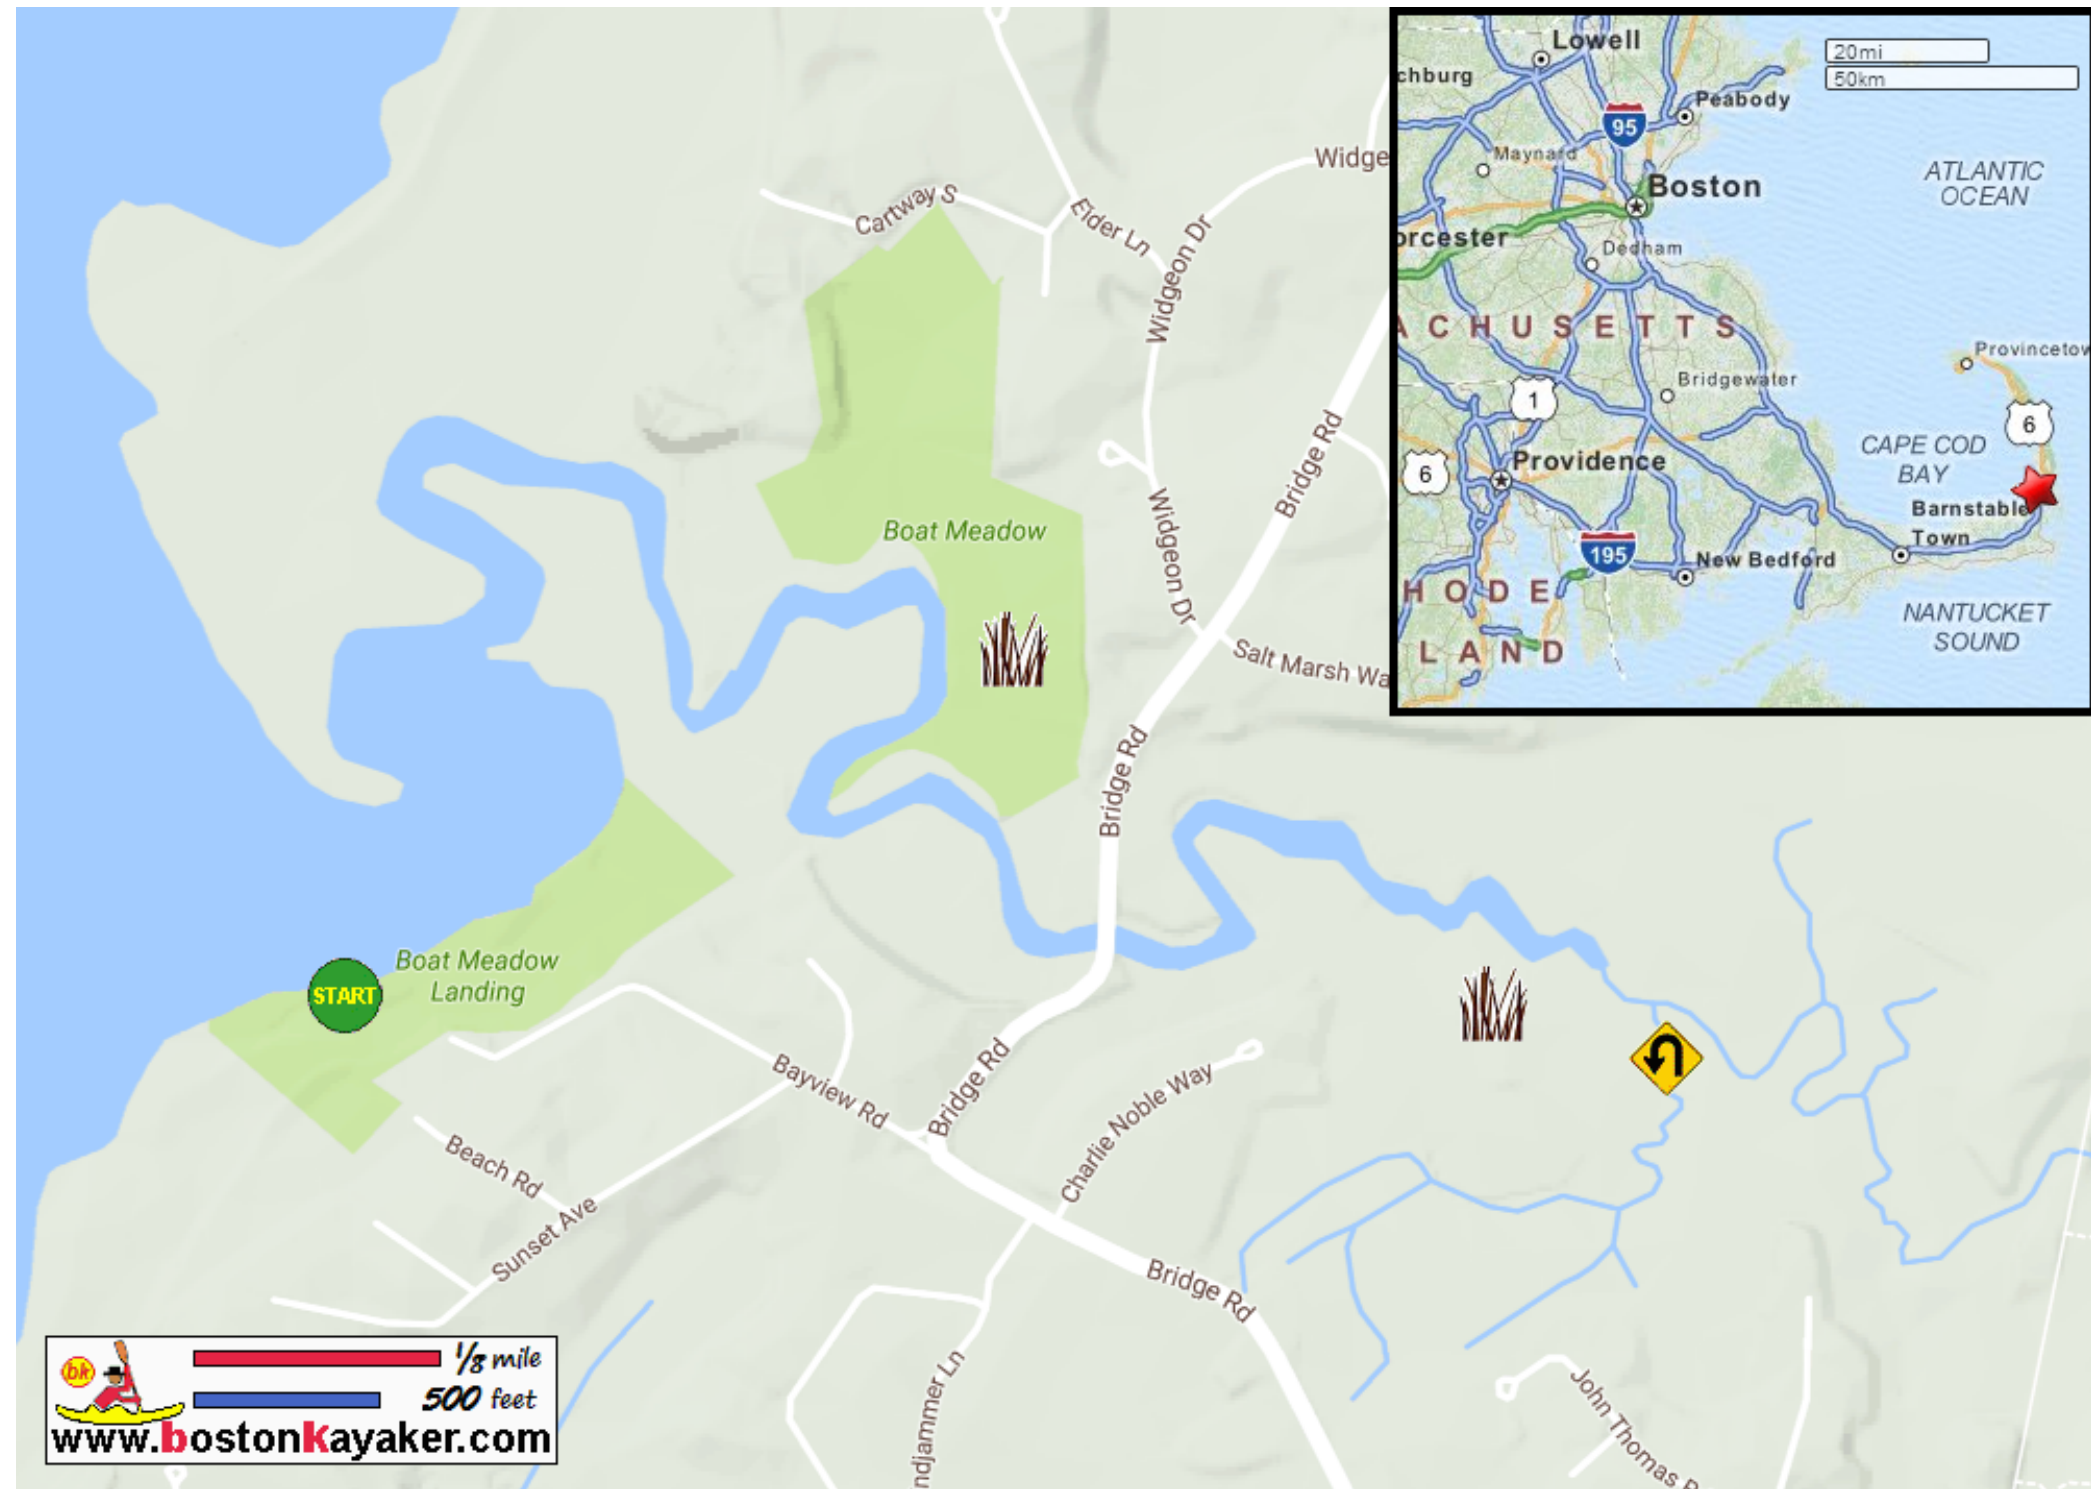 Lowell
20mi
50km
chburg
Peabody
95
Maynard
ATLANTIC
OCEAN
Boston
orcester
Dedham
ACHUSETTS
Provincetow
Bridgewater
1
6
CAPE COD
BAY
Providence
6
Barnstable
Town
195
New Bedford
HODE
LAND
NANTUCKET
SOUND
Widge
Cartway S
Elder Ln
Widgeon Dr
Bridge Rd
Boat Meadow
Widgeon Dr
Salt Marsh Wa
Bridge Rd
Boat Meadow
Landing
START
Bridge Rd
Bayview Rd
Charlie Noble Way
Beach Rd
Sunset Ave
Bridge Rd
ndjammer Ln
John Thomas R
bk
1/8 mile
500 feet
www.bostonkayaker.com